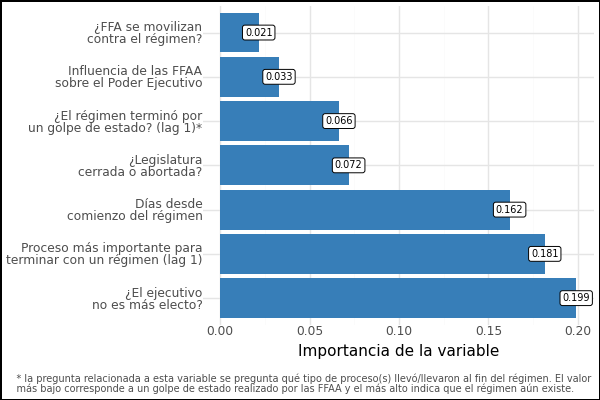 ¿FFA se movilizan
contra el régimen?
0.021
Influencia de las FFAA
sobre el Poder Ejecutivo
0.033
¿El régimen terminó por
un golpe de estado? (lag 1)*
0.066
¿Legislatura
cerrada o abortada?
0.072
Días desde
comienzo del régimen
0.162
Proceso más importante para
terminar con un régimen (lag 1)
0.181
¿El ejecutivo
no es más electo?
0.199
0.00 0.05 0.10 0.15 0.20
Importancia de la variable
* la pregunta relacionada a esta variable se pregunta qué tipo de proceso(s) llevó/llevaron al fin del régimen. El valor
más bajo corresponde a un golpe de estado realizado por las FFAA y el más alto indica que el régimen aún existe.